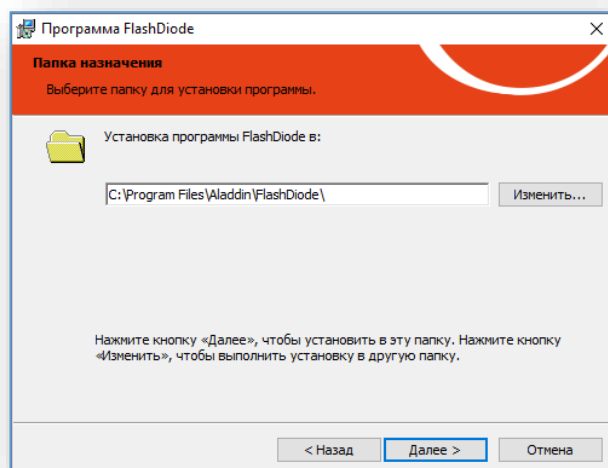 Программа FlashDiode
Папка назначения
Выберите папку для установки программы.
Установка программы FlashDiode в:
C:\Program Files\Aladdin\FlashDiode\
Изменить...
Нажмите кнопку «Далее», чтобы установить в эту папку. Нажмите кнопку
«Изменить», чтобы выполнить установку в другую папку.
< Назад Далее > Отмена